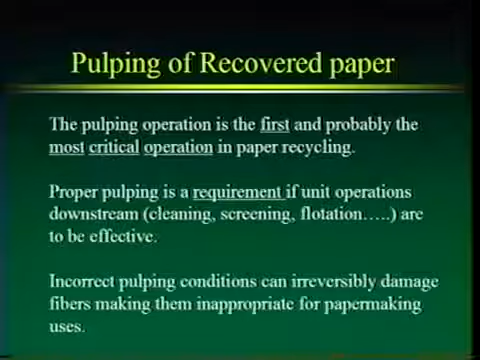 Pulping of Recovered paper
The pulping operation is the first and probably the
most critical operation in paper recycling.
Proper pulping is a requirement if unit operations
downstream (cleaning, screening, flotation…..) are
to be effective.
Incorrect pulping conditions can irreversibly damage
fibers making them inappropriate for papermaking
uses.